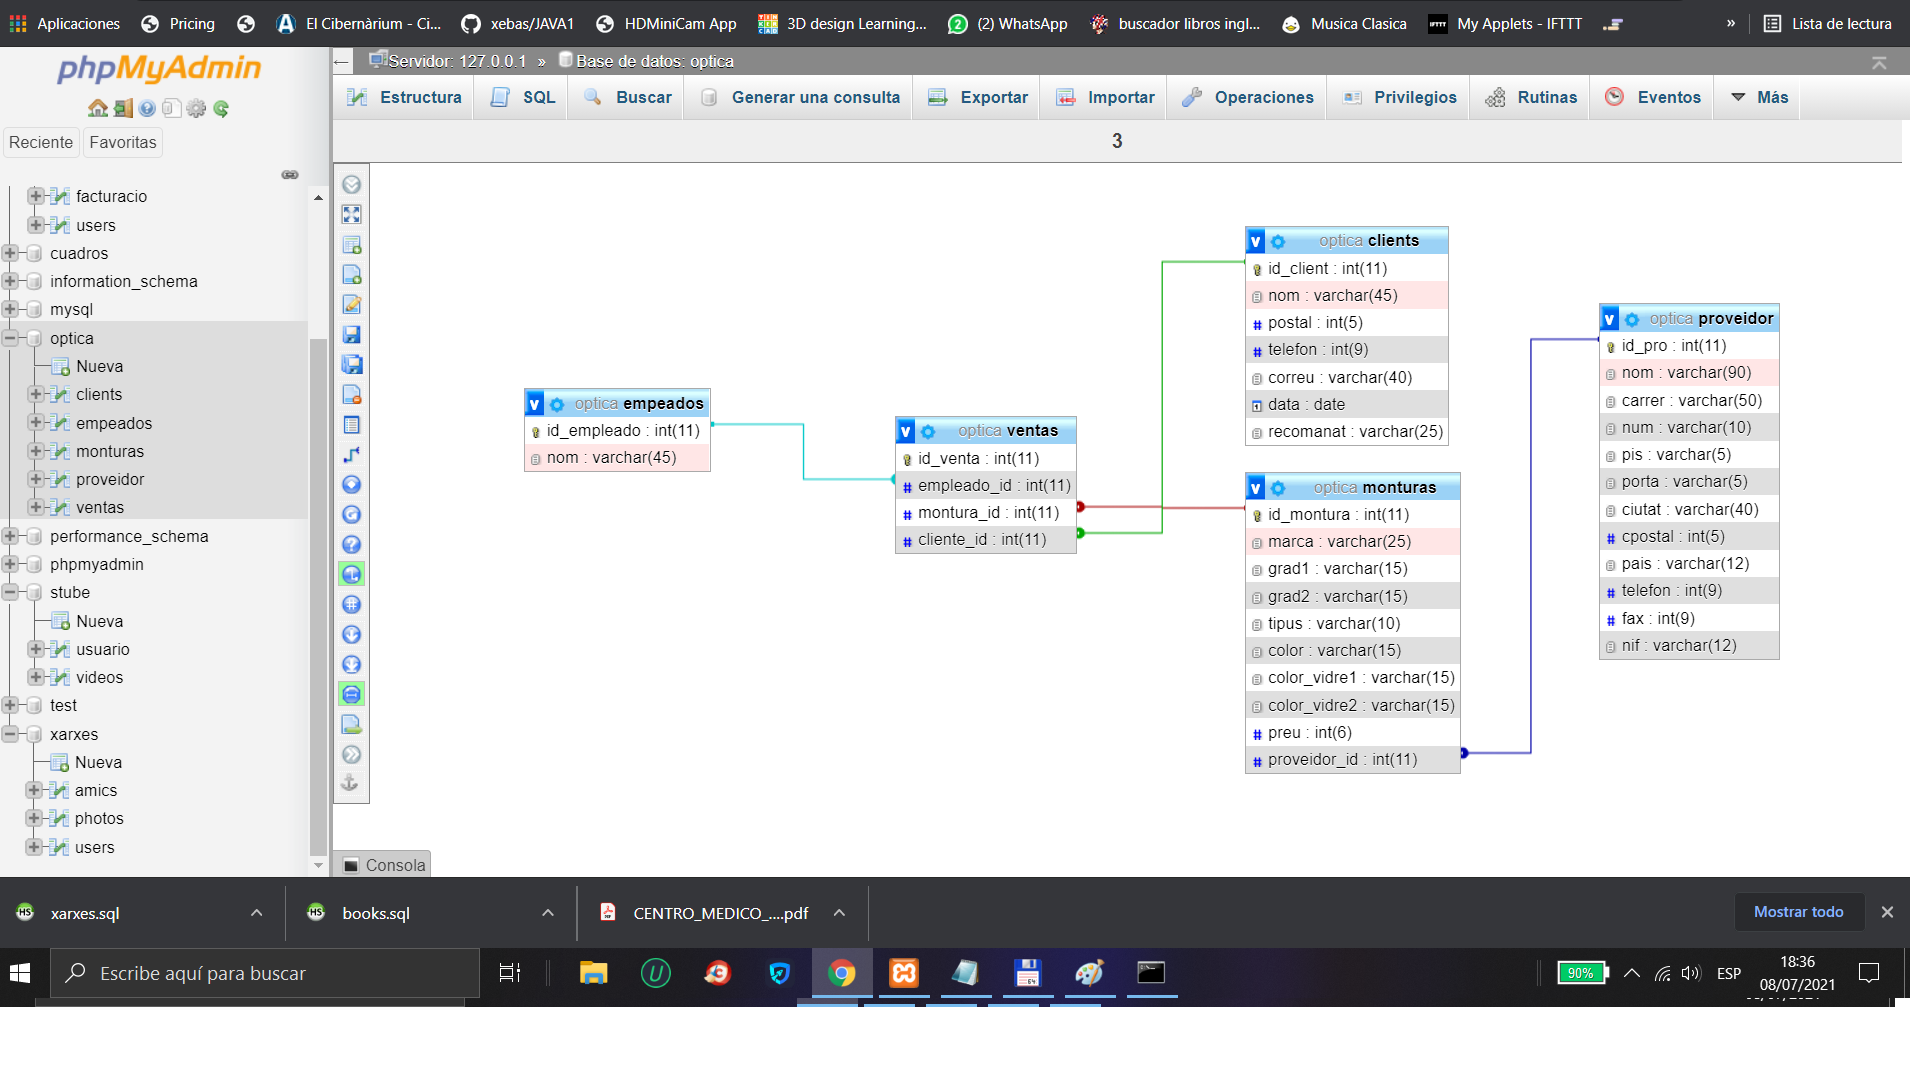 Aplicaciones
Pricing
El Cibernàrium - Ci...
xebas/JAVA1
HDMiniCam App
3D design Learning...
(2) WhatsApp
buscador libros ingl...
Musica Clasica
IFTTT
My Applets - IFTTT
»
Lista de lectura
phpMyAdmin
Reciente
Favoritas
facturacio
users
cuadros
information_schema
mysql
optica
Nueva
clients
empeados
monturas
proveidor
ventas
performance_schema
phpmyadmin
stube
Nueva
usuario
videos
test
xarxes
Nueva
amics
photos
users
← Servidor: 127.0.0.1 » Base de datos: optica
Estructura
SQL
Buscar
Generar una consulta
Exportar
Importar
Operaciones
Privilegios
Rutinas
Eventos
Más
3
v optica empeados
id_empleado : int(11)
nom : varchar(45)
v optica ventas
id_venta : int(11)
# empleado_id : int(11)
# montura_id : int(11)
# cliente_id : int(11)
v optica clients
id_client : int(11)
nom : varchar(45)
# postal : int(5)
# telefon : int(9)
correu : varchar(40)
data : date
recomanat : varchar(25)
v optica monturas
id_montura : int(11)
marca : varchar(25)
grad1 : varchar(15)
grad2 : varchar(15)
tipus : varchar(10)
color : varchar(15)
color_vidre1 : varchar(15)
color_vidre2 : varchar(15)
# preu : int(6)
# proveidor_id : int(11)
v optica proveidor
id_pro : int(11)
nom : varchar(90)
carrer : varchar(50)
num : varchar(10)
pis : varchar(5)
porta : varchar(5)
ciutat : varchar(40)
# cpostal : int(5)
pais : varchar(12)
# telefon : int(9)
# fax : int(9)
nif : varchar(12)
Consola
HS xarxes.sql
HS books.sql
CENTRO_MEDICO_....pdf
Mostrar todo
Escribe aquí para buscar
90%
ESP
18:36
08/07/2021